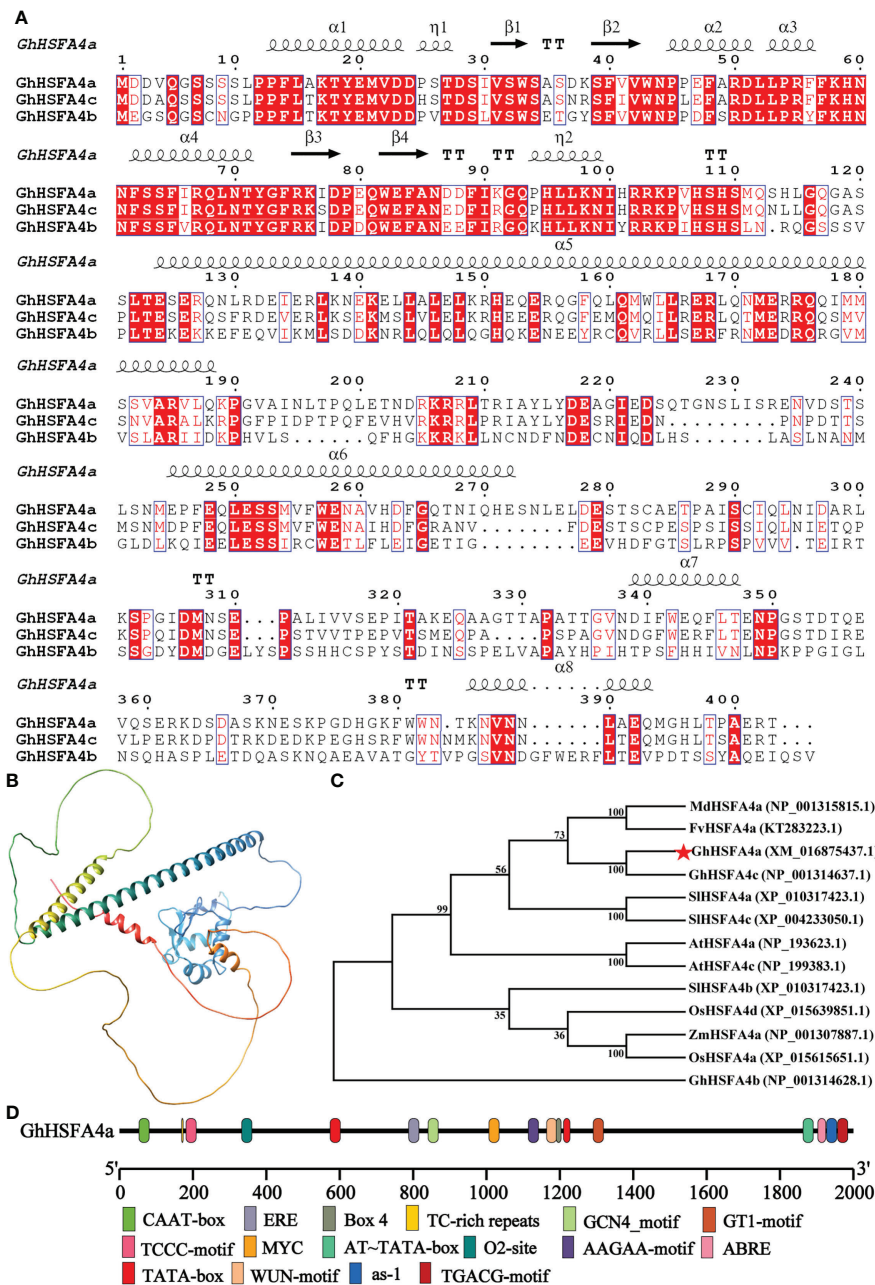 A
GhHSFA4a α1 η1 β1 TT β2 α2 α3
1 10 20 30 40 50 60
GhHSFA4a MDDVQGSSSSLPPFLAKTYEMVDDPSTDSIVSWSASDKSFVVWNPPEFARDLLPRFFKHN
GhHSFA4c MDDAQSSSSSLPPFLTKTYEMVDDHSTDSIVSWSASNRSFIVWNPLEFARDLLPRFFKHN
GhHSFA4b MEGSQGSCNGPPPFLTKTYEMVDDPVTDSLVSWS
GhHSFA4a α4 β3 β4 TT TT η2 TT
70 80 90 100 110 120
GhHSFA4a NFSSFIRQLNTYGFRKIDPEQWEFANDDFIKGQPHLLKNIHRRKPVHSHSMQSHLGQGAS
GhHSFA4c NFSSFIRQLNTYGFRKSDPEQWEFANDDFIRGQPHLLKNIHRRKPVHSHSMQNLLGQGAS
GhHSFA4b NFSSFVRQLNTYGFRKIDPDQWEFANEEFIRGQKHLLKNIYRRKPIHSHSLN.RQGSSSV
GhHSFA4a α5
130 140 150 160 170 180
GhHSFA4a SLTESERQNLRDEIERLKNEKELLALELKRHEQERQGFQLQMWLLRERLQNMERRQQIMM
GhHSFA4c PLTESERQSFRDEVERLKSEKMSLVLELKRHEEERQGFEMQMQILRERLQTMERRQQIMM
GhHSFA4b PLTEKEKKEFEQVIKMLSDDKNRLQLQLQGHQKENEEYRCQVRLLSERFRNMEDRQRGVM
GhHSFA4a
190 200 210 220 230 240
GhHSFA4a SSVARVLQKPGVAINLTPQLETNDRKRRLTRIAYLYDEAGIEDSQTGNSLISRENVDSTS
GhHSFA4c SNVARALKRPGFPIDPTPQFEVHVRKRRLPRIAYLYDESRIED.........NPNPDTTS
GhHSFA4b VSLARIIDKPHVLS......QFHGKKRKLLNCNDFNDECNIQDLHS......LASLNANM
GhHSFA4a α6
250 260 270 280 290 300
GhHSFA4a LSNMEPFEQLESSMVFWENAVHDFGQTNIQHESNLELDESTSCAETPAISCIQLNIDARL
GhHSFA4c MSNMDPFEQLESSMVFWENAIHDFGRANV.......FDESTSCPESPSISSIQLNIETQP
GhHSFA4b GLDLKQIEELESSIRCWETLFLEIGETIG.......EEVHDFGTSLRPSPVVV.TEIRT
GhHSFA4a TT α7
310 320 330 340 350
GhHSFA4a KSPGIDMNSE...PALIVVSEPITAKEQAAGTTAPATTGVNDIFWEQFLTENPGSTDTQE
GhHSFA4c KSPQIDMNSE...PSTVVTPEPVTSMEQPA....PSPAGVNDGFWERFLTENPGSTDIRE
GhHSFA4b SSGDYDMDGELYSPSSHHCSPYSTDINSSPELVAPAYHPIHTPSFHHIVNLNPKPPGIGL
GhHSFA4a TT α8
360 370 380 390 400
GhHSFA4a VQSERKDSDASKNESKPGDHGKFWWN.TKNVNN......LAEQMGHLTPAERT...
GhHSFA4c VLPERKDPDTRKDEDKPEGHSRFWWNNMKNVNN......LTEQMGHLTSAERT...
GhHSFA4b NSQHASPLETDQASKNQAEAVATGYTVPGSVNDGFWERFLTEVPDTSSYAQEIQSV
B
C
MdHSFA4a (NP_001315815.1)
100
FvHSFA4a (KT283223.1)
73
GhHSFA4a (XM_016875437.1)
100
GhHSFA4c (NP_001314637.1)
56
SlHSFA4a (XP_010317423.1)
SlHSFA4c (XP_004233050.1)
99
AtHSFA4a (NP_193623.1)
100
AtHSFA4c (NP_199383.1)
SlHSFA4b (XP_010317423.1)
35
OsHSFA4d (XP_015639851.1)
36
ZmHSFA4a (NP_001307887.1)
100
OsHSFA4a (XP_015615651.1)
GhHSFA4b (NP_001314628.1)
D
GhHSFA4a
5' 3'
0 200 400 600 800 1000 1200 1400 1600 1800 2000
CAAT-box ERE Box 4 TC-rich repeats GCN4_motif GT1-motif
TCCC-motif MYC AT~TATA-box O2-site AAGAA-motif ABRE
TATA-box WUN-motif as-1 TGACG-motif